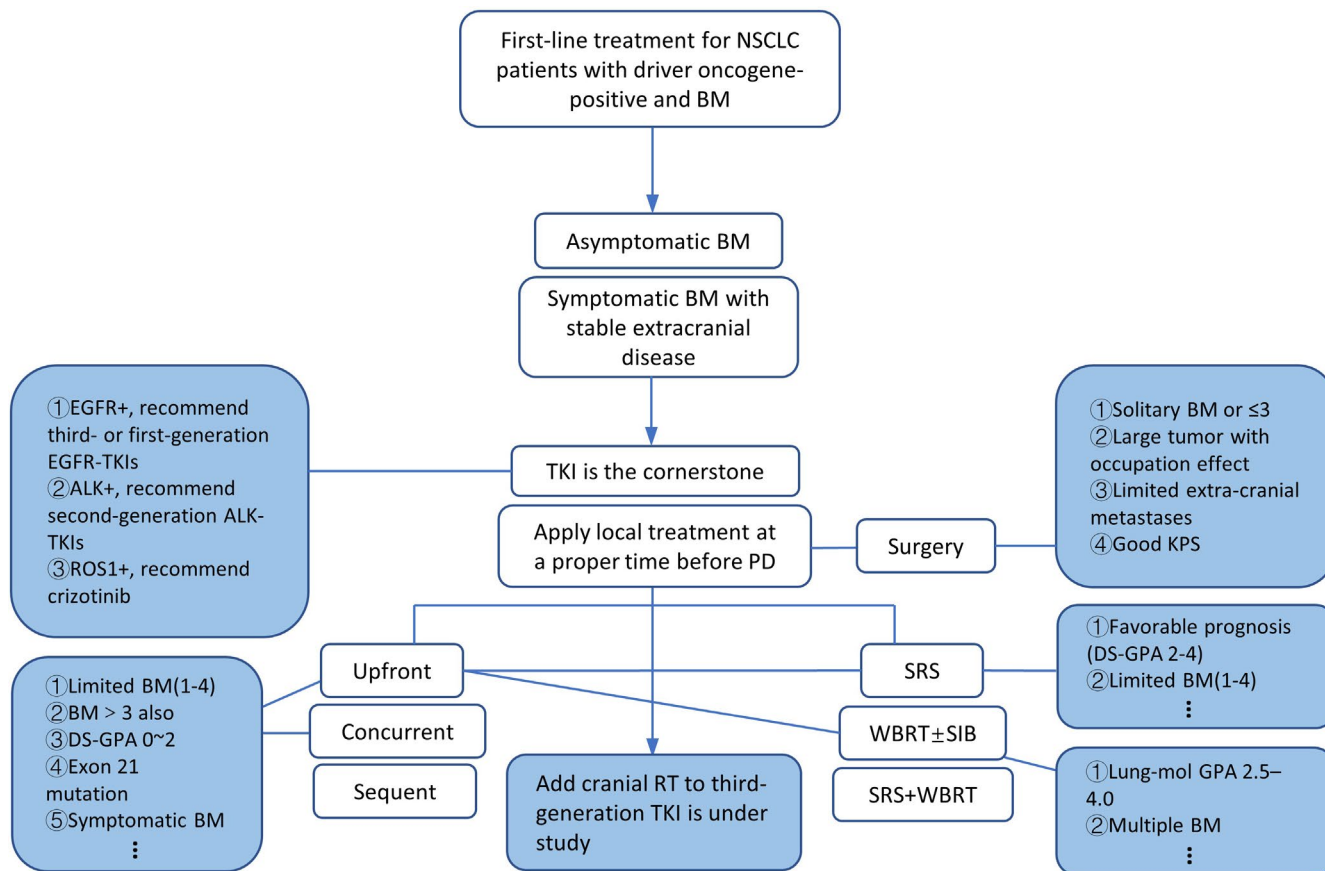 First-line treatment for NSCLC
patients with driver oncogene-
positive and BM
Asymptomatic BM
Symptomatic BM with
stable extracranial
disease
①EGFR+, recommend
third- or first-generation
EGFR-TKIs
②ALK+, recommend
second-generation ALK-
TKIs
③ROS1+, recommend
crizotinib
TKI is the cornerstone
Apply local treatment at
a proper time before PD
Surgery
①Solitary BM or ≤3
②Large tumor with
occupation effect
③Limited extra-cranial
metastases
④Good KPS
①Limited BM(1-4)
②BM > 3 also
③DS-GPA 0~2
④Exon 21
mutation
⑤Symptomatic BM
⋮
Upfront
Concurrent
Sequent
Add cranial RT to third-
generation TKI is under
study
SRS
WBRT±SIB
SRS+WBRT
①Favorable prognosis
(DS-GPA 2-4)
②Limited BM(1-4)
⋮
①Lung-mol GPA 2.5–
4.0
②Multiple BM
⋮